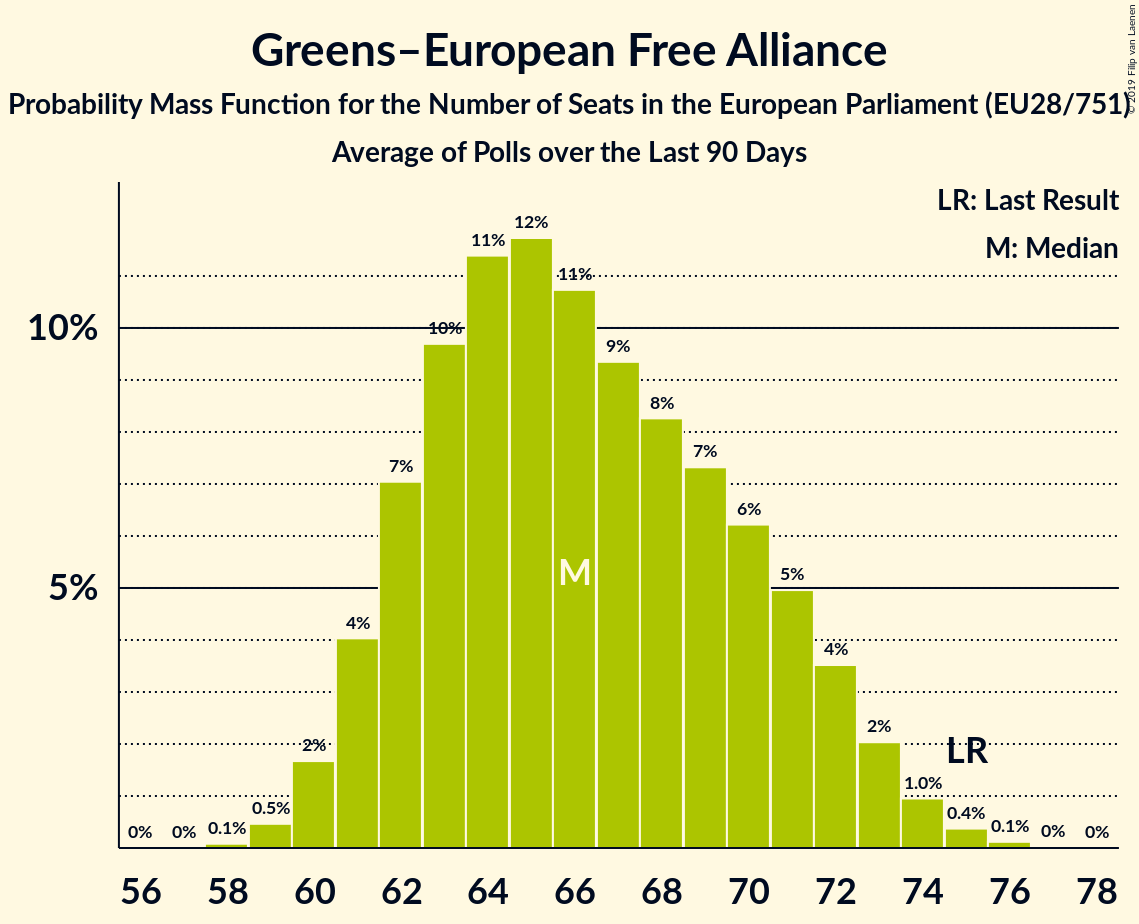 Greens–European Free Alliance
Probability Mass Function for the Number of Seats in the European Parliament (EU28/751)
Average of Polls over the Last 90 Days
© 2019 Filip van Laenen
LR: Last Result
M: Median
10%
5%
0% 0% 0.1% 0.5% 2% 4% 7% 10% 11% 12% 11% 9% 8% 7% 6% 5% 4% 2% 1.0% 0.4% 0.1% 0% 0%
M
LR
56 58 60 62 64 66 68 70 72 74 76 78